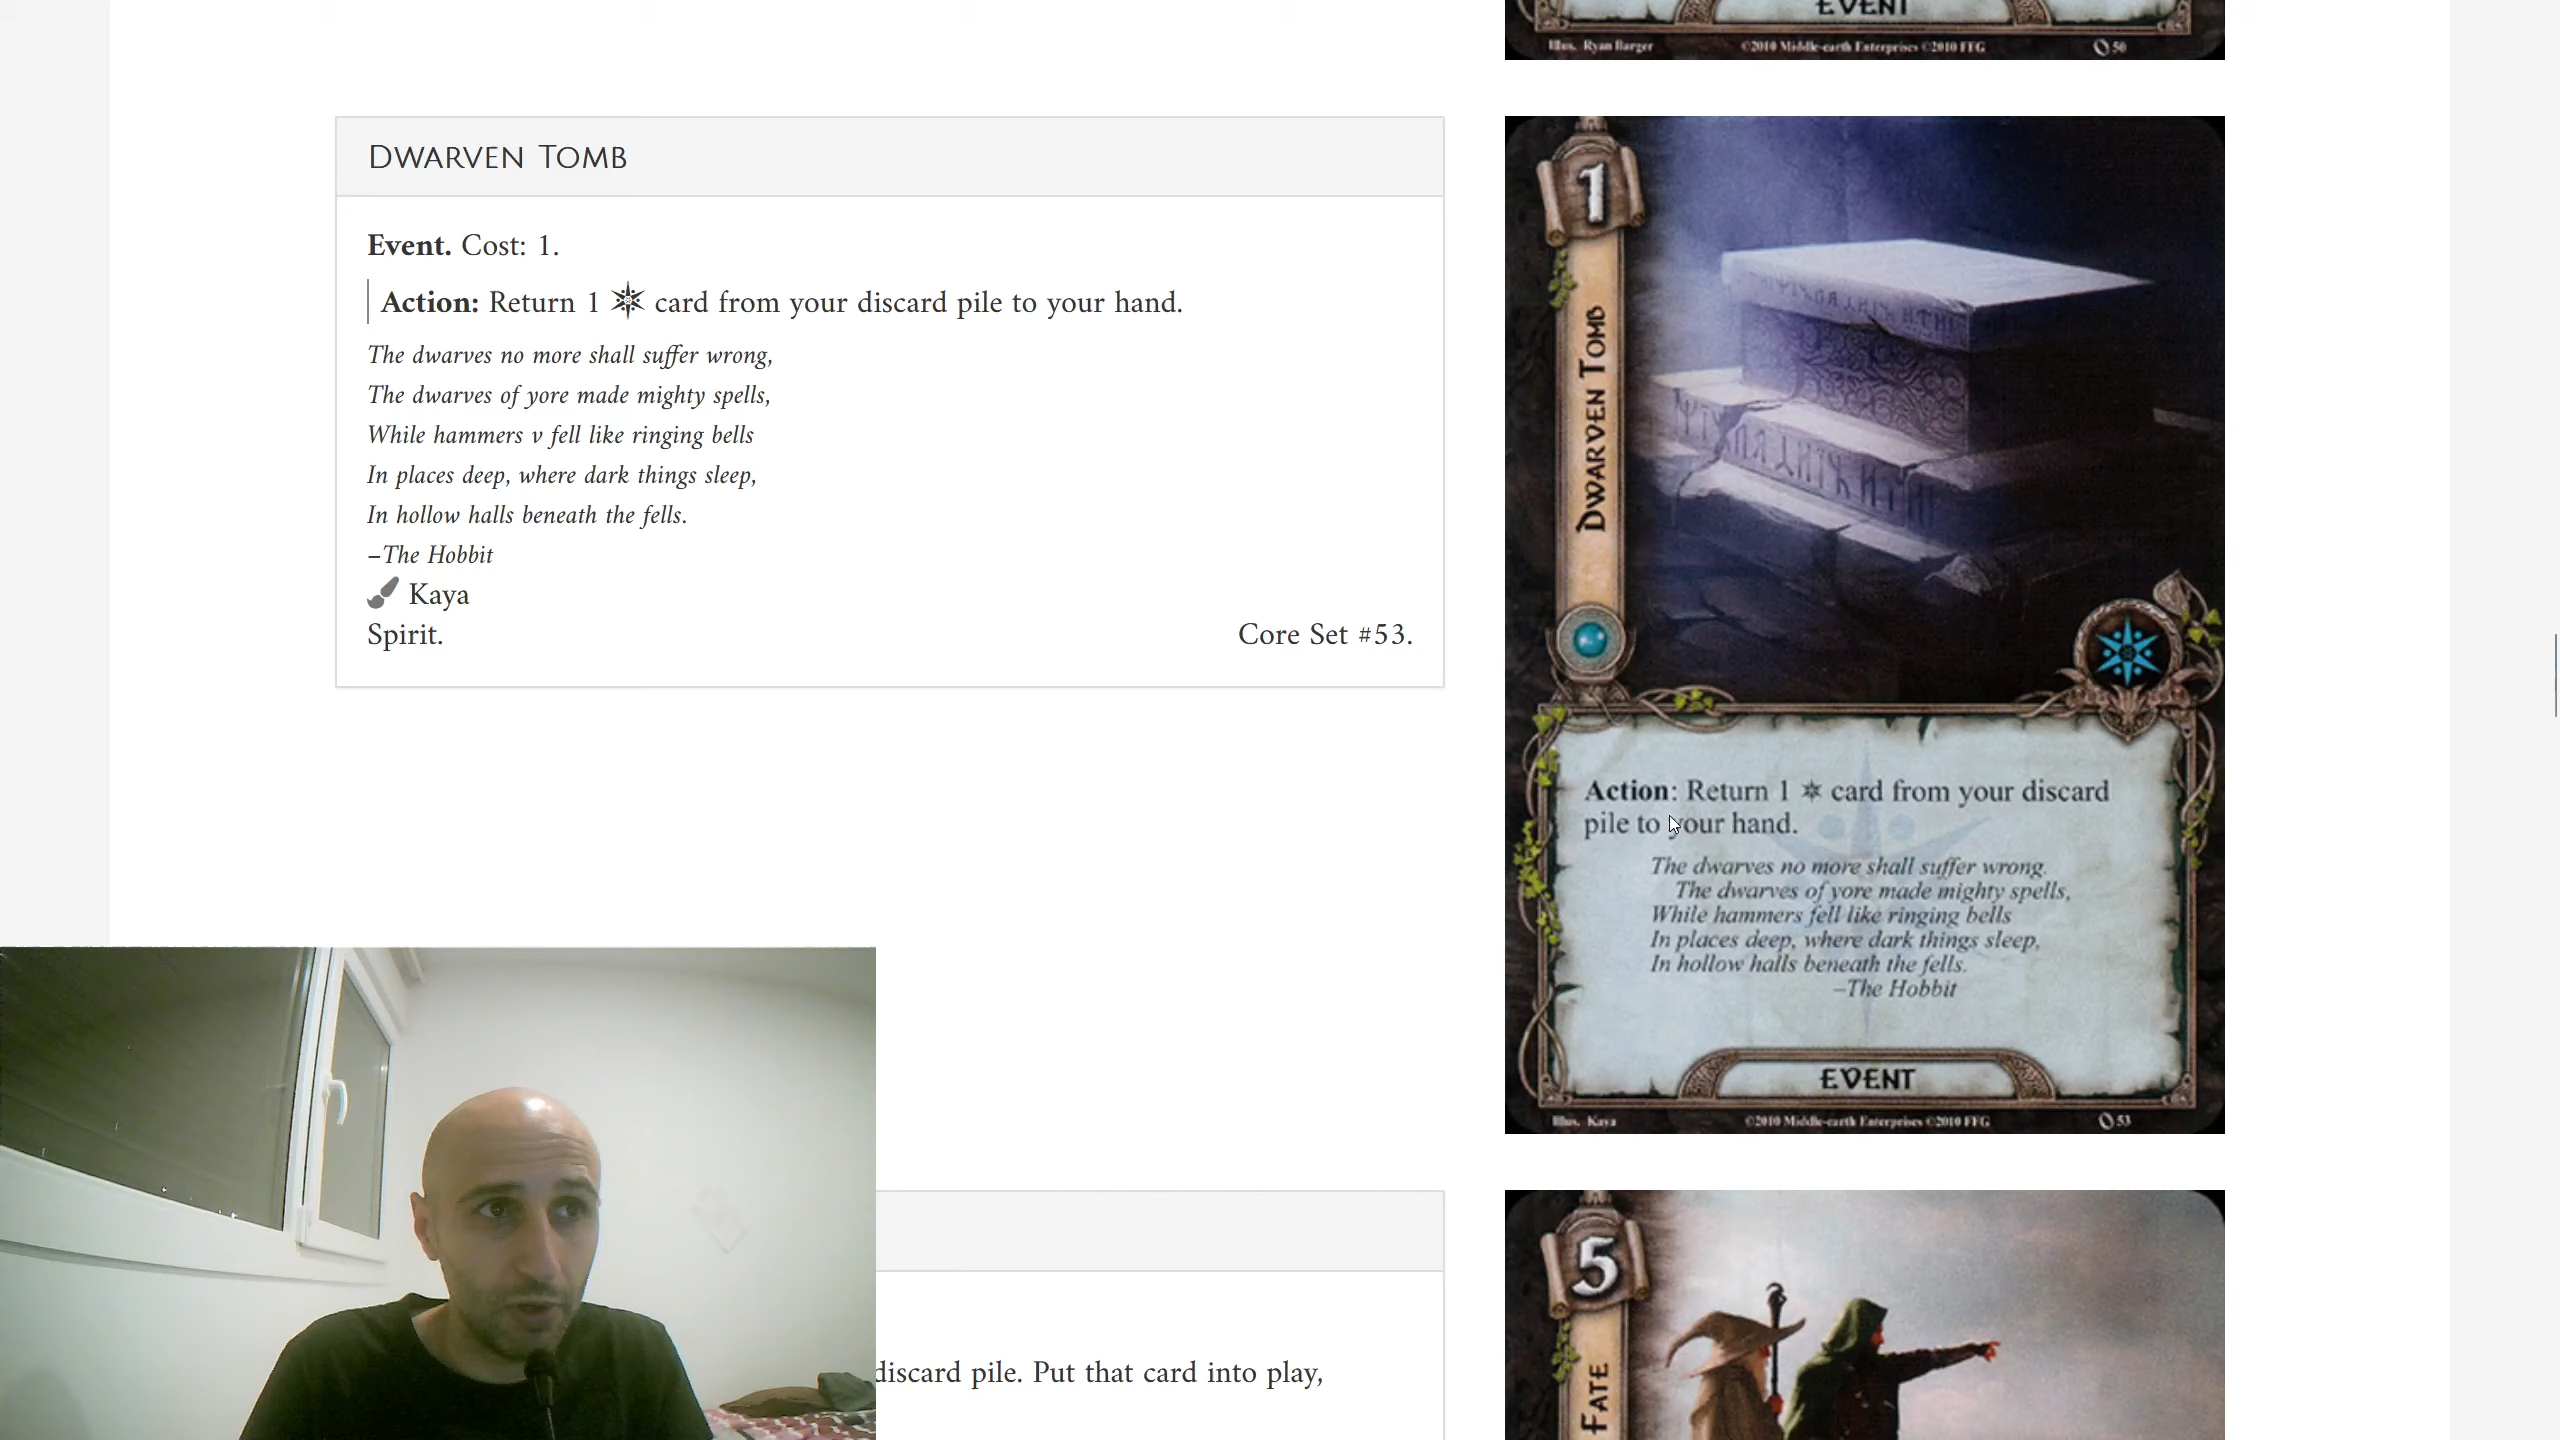 EVENT
Illus. Ryan Barger ©2010 Middle-earth Enterprises ©2010 FFG 50
DWARVEN TOMB
Event. Cost: 1.
Action: Return 1 card from your discard pile to your hand.
The dwarves no more shall suffer wrong,
The dwarves of yore made mighty spells,
While hammers v fell like ringing bells
In places deep, where dark things sleep,
In hollow halls beneath the fells.
–The Hobbit
Kaya
Spirit.
Core Set #53.
1
DWARVEN TOMB
Action: Return 1 card from your discard
pile to your hand.
The dwarves no more shall suffer wrong.
The dwarves of yore made mighty spells,
While hammers fell like ringing bells
In places deep, where dark things sleep,
In hollow halls beneath the fells.
–The Hobbit
EVENT
Illus. Kaya ©2010 Middle-earth Enterprises ©2010 FFG 53
discard pile. Put that card into play,
5
FATE